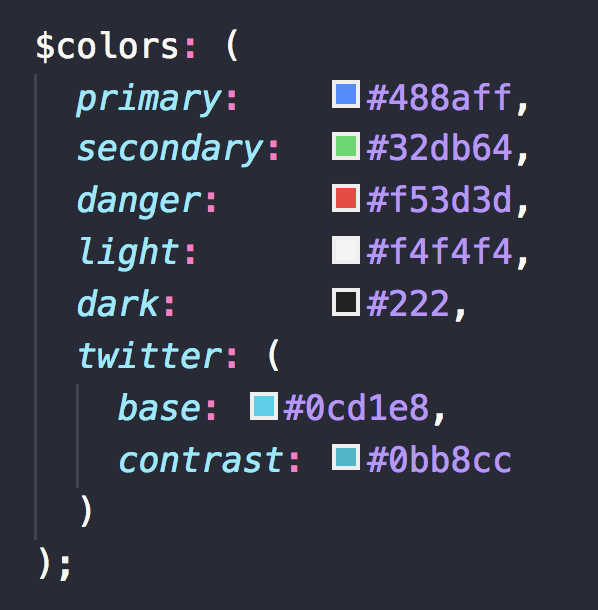 $colors: (
primary: #488aff,
secondary: #32db64,
danger: #f53d3d,
light: #f4f4f4,
dark: #222,
twitter: (
base: #0cd1e8,
contrast: #0bb8cc
)
);